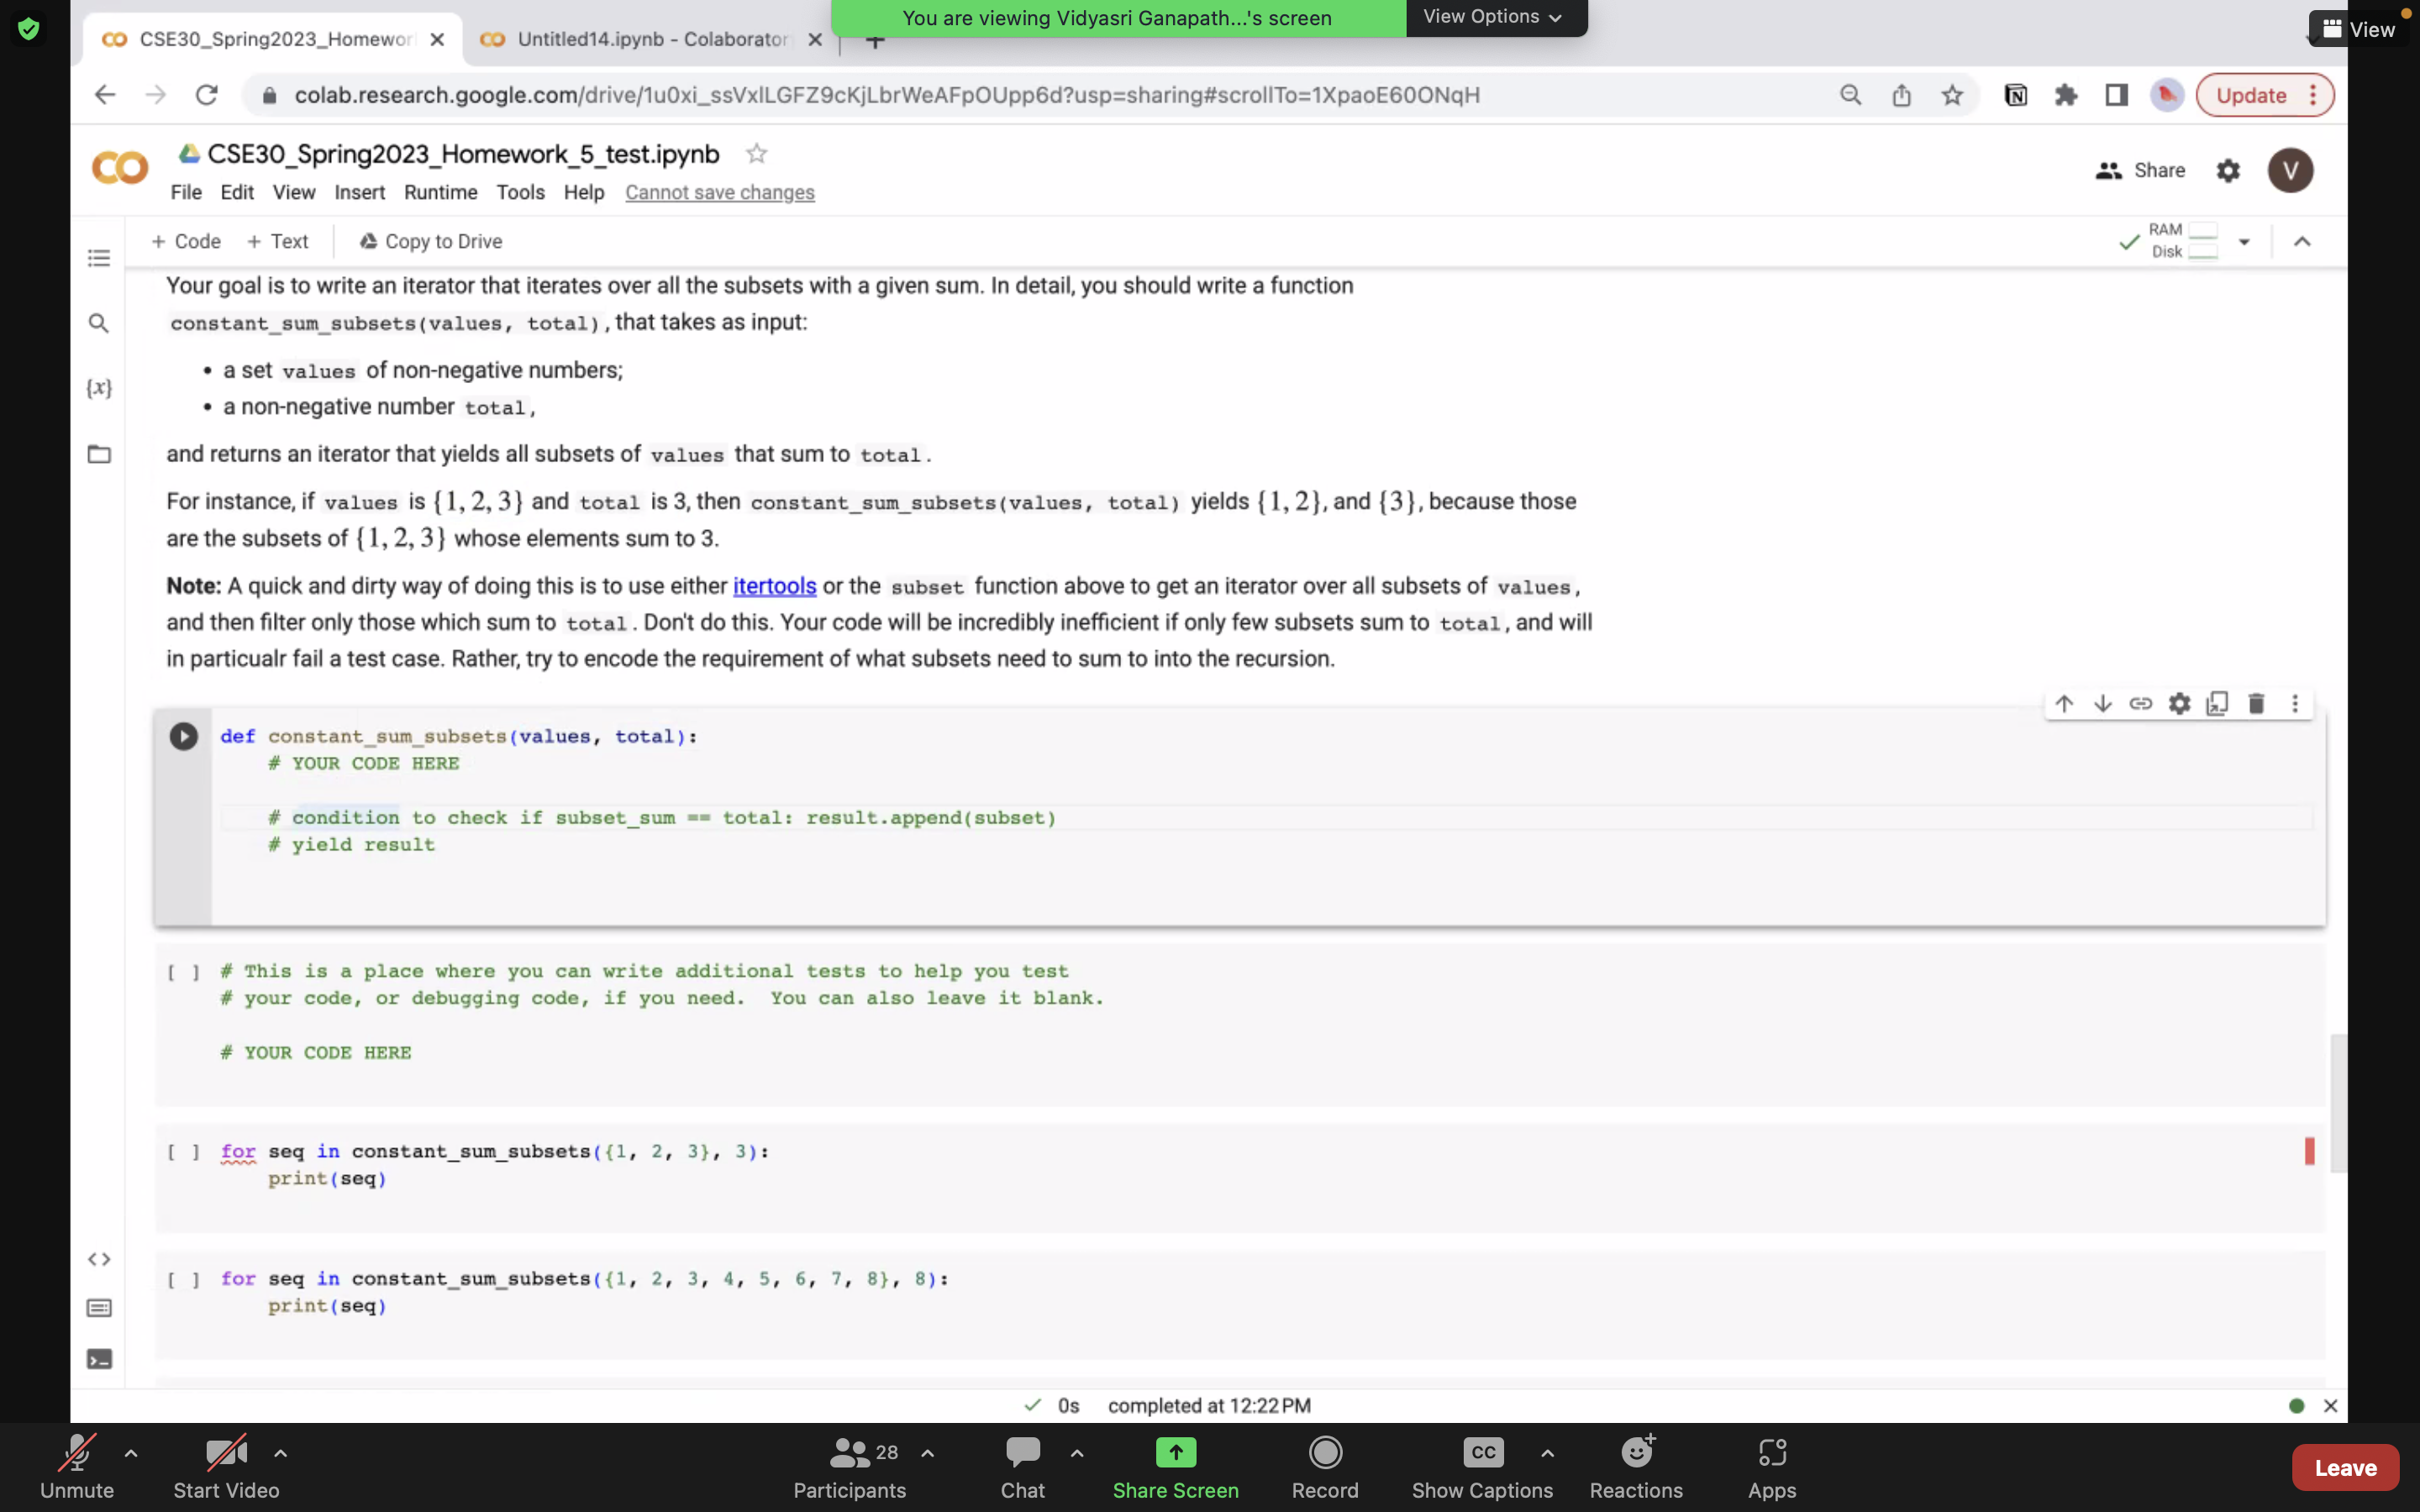 You are viewing Vidyasri Ganapath...'s screen
View Options
View
CSE30_Spring2023_Homewor
Untitled14.ipynb - Colaborator
colab.research.google.com/drive/1u0xi_ssVxlLGFZ9cKjLbrWeAFpOUpp6d?usp=sharing#scrollTo=1XpaoE60ONqH
Update
CSE30_Spring2023_Homework_5_test.ipynb
File Edit View Insert Runtime Tools Help Cannot save changes
Share
V
+ Code + Text Copy to Drive
RAM
Disk
Your goal is to write an iterator that iterates over all the subsets with a given sum. In detail, you should write a function
constant_sum_subsets(values, total), that takes as input:
• a set values of non-negative numbers;
• a non-negative number total,
and returns an iterator that yields all subsets of values that sum to total.
For instance, if values is {1, 2, 3} and total is 3, then constant_sum_subsets(values, total) yields {1, 2}, and {3}, because those
are the subsets of {1, 2, 3} whose elements sum to 3.
Note: A quick and dirty way of doing this is to use either itertools or the subset function above to get an iterator over all subsets of values,
and then filter only those which sum to total. Don't do this. Your code will be incredibly inefficient if only few subsets sum to total, and will
in particualr fail a test case. Rather, try to encode the requirement of what subsets need to sum to into the recursion.
def constant_sum_subsets(values, total):
# YOUR CODE HERE
# condition to check if subset_sum == total: result.append(subset)
# yield result
[ ] # This is a place where you can write additional tests to help you test
# your code, or debugging code, if you need. You can also leave it blank.
# YOUR CODE HERE
[ ] for seq in constant_sum_subsets({1, 2, 3}, 3):
print(seq)
[ ] for seq in constant_sum_subsets({1, 2, 3, 4, 5, 6, 7, 8}, 8):
print(seq)
0s completed at 12:22 PM
28
CC
Unmute Start Video Participants Chat Share Screen Record Show Captions Reactions Apps
Leave